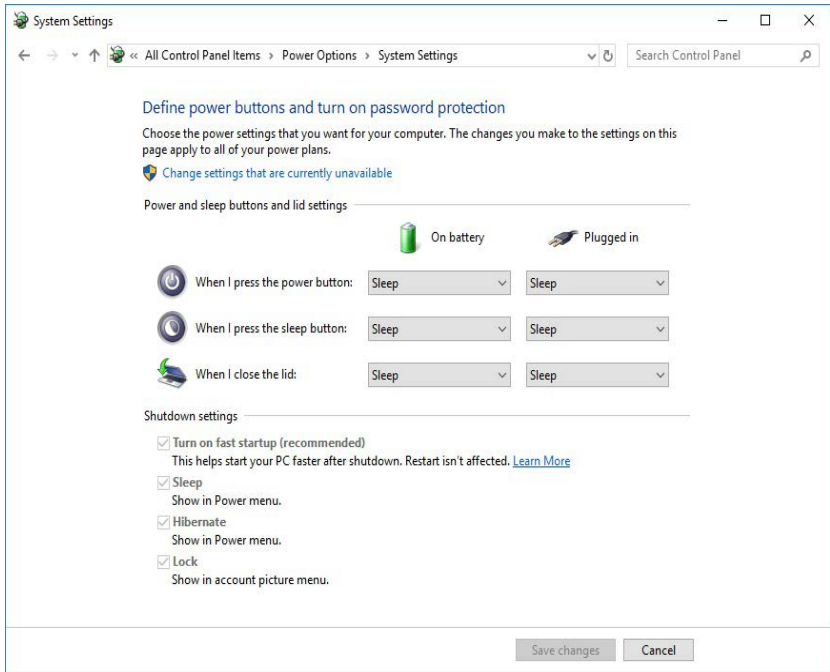 System Settings
« All Control Panel Items > Power Options > System Settings
Search Control Panel
Define power buttons and turn on password protection
Choose the power settings that you want for your computer. The changes you make to the settings on this
page apply to all of your power plans.
Change settings that are currently unavailable
Power and sleep buttons and lid settings
On battery
Plugged in
When I press the power button: Sleep Sleep
When I press the sleep button: Sleep Sleep
When I close the lid: Sleep Sleep
Shutdown settings
Turn on fast startup (recommended)
This helps start your PC faster after shutdown. Restart isn't affected. Learn More
Sleep
Show in Power menu.
Hibernate
Show in Power menu.
Lock
Show in account picture menu.
Save changes
Cancel